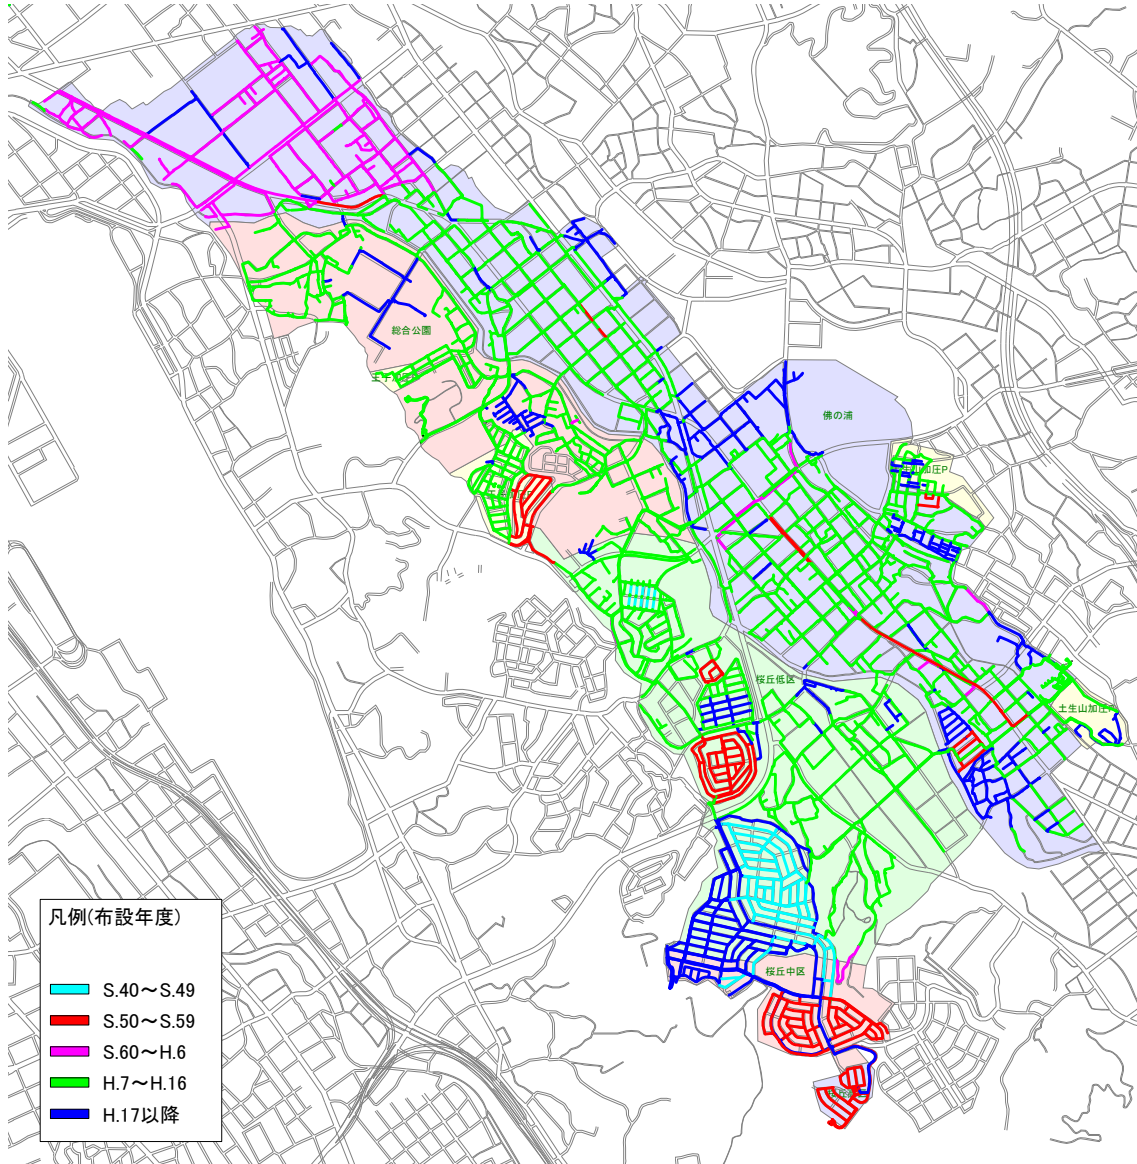 総合公園
佛の浦
桜丘低区
土生山加圧P
桜丘中区
凡例(布設年度)
S.40～S.49
S.50～S.59
S.60～H.6
H.7～H.16
H.17以降